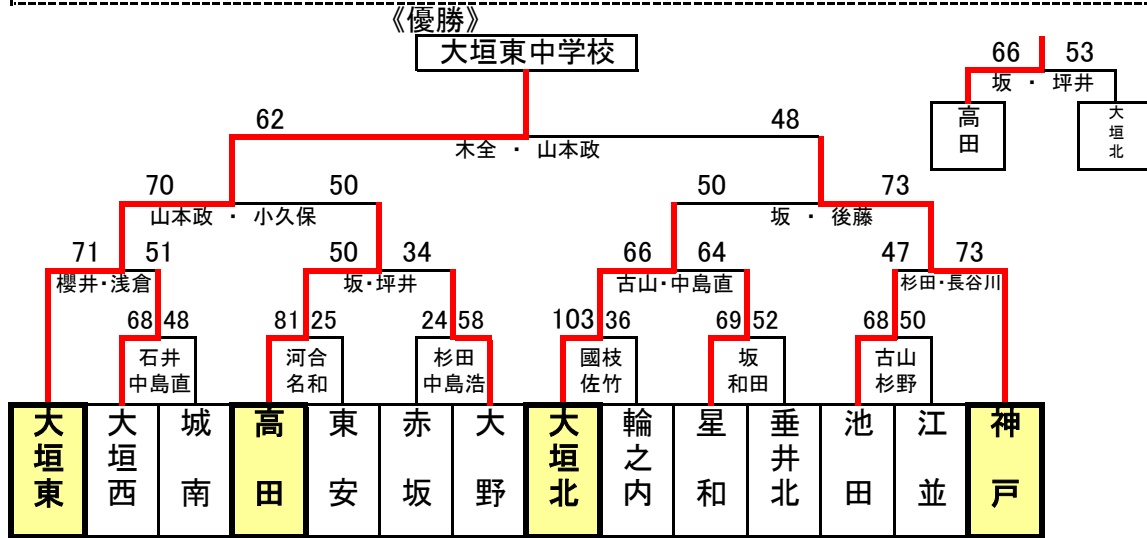 《優勝》
大垣東中学校
66 53
坂 ・ 坪井
高田
大垣北
62 48
木全 ・ 山本政
70 50 50 73
山本政 ・ 小久保
坂 ・ 後藤
71 51 50 34 66 64 47 73
櫻井・浅倉
坂・坪井
古山・中島直
杉田・長谷川
68 48 81 25 24 58 103 36 69 52 68 50
石井
中島直
河合
名和
杉田
中島浩
國枝
佐竹
坂
和田
古山
杉野
大垣東
大垣西
城南
高田
東安
赤坂
大野
大垣北
輪之内
星和
垂井北
池田
江並
神戸